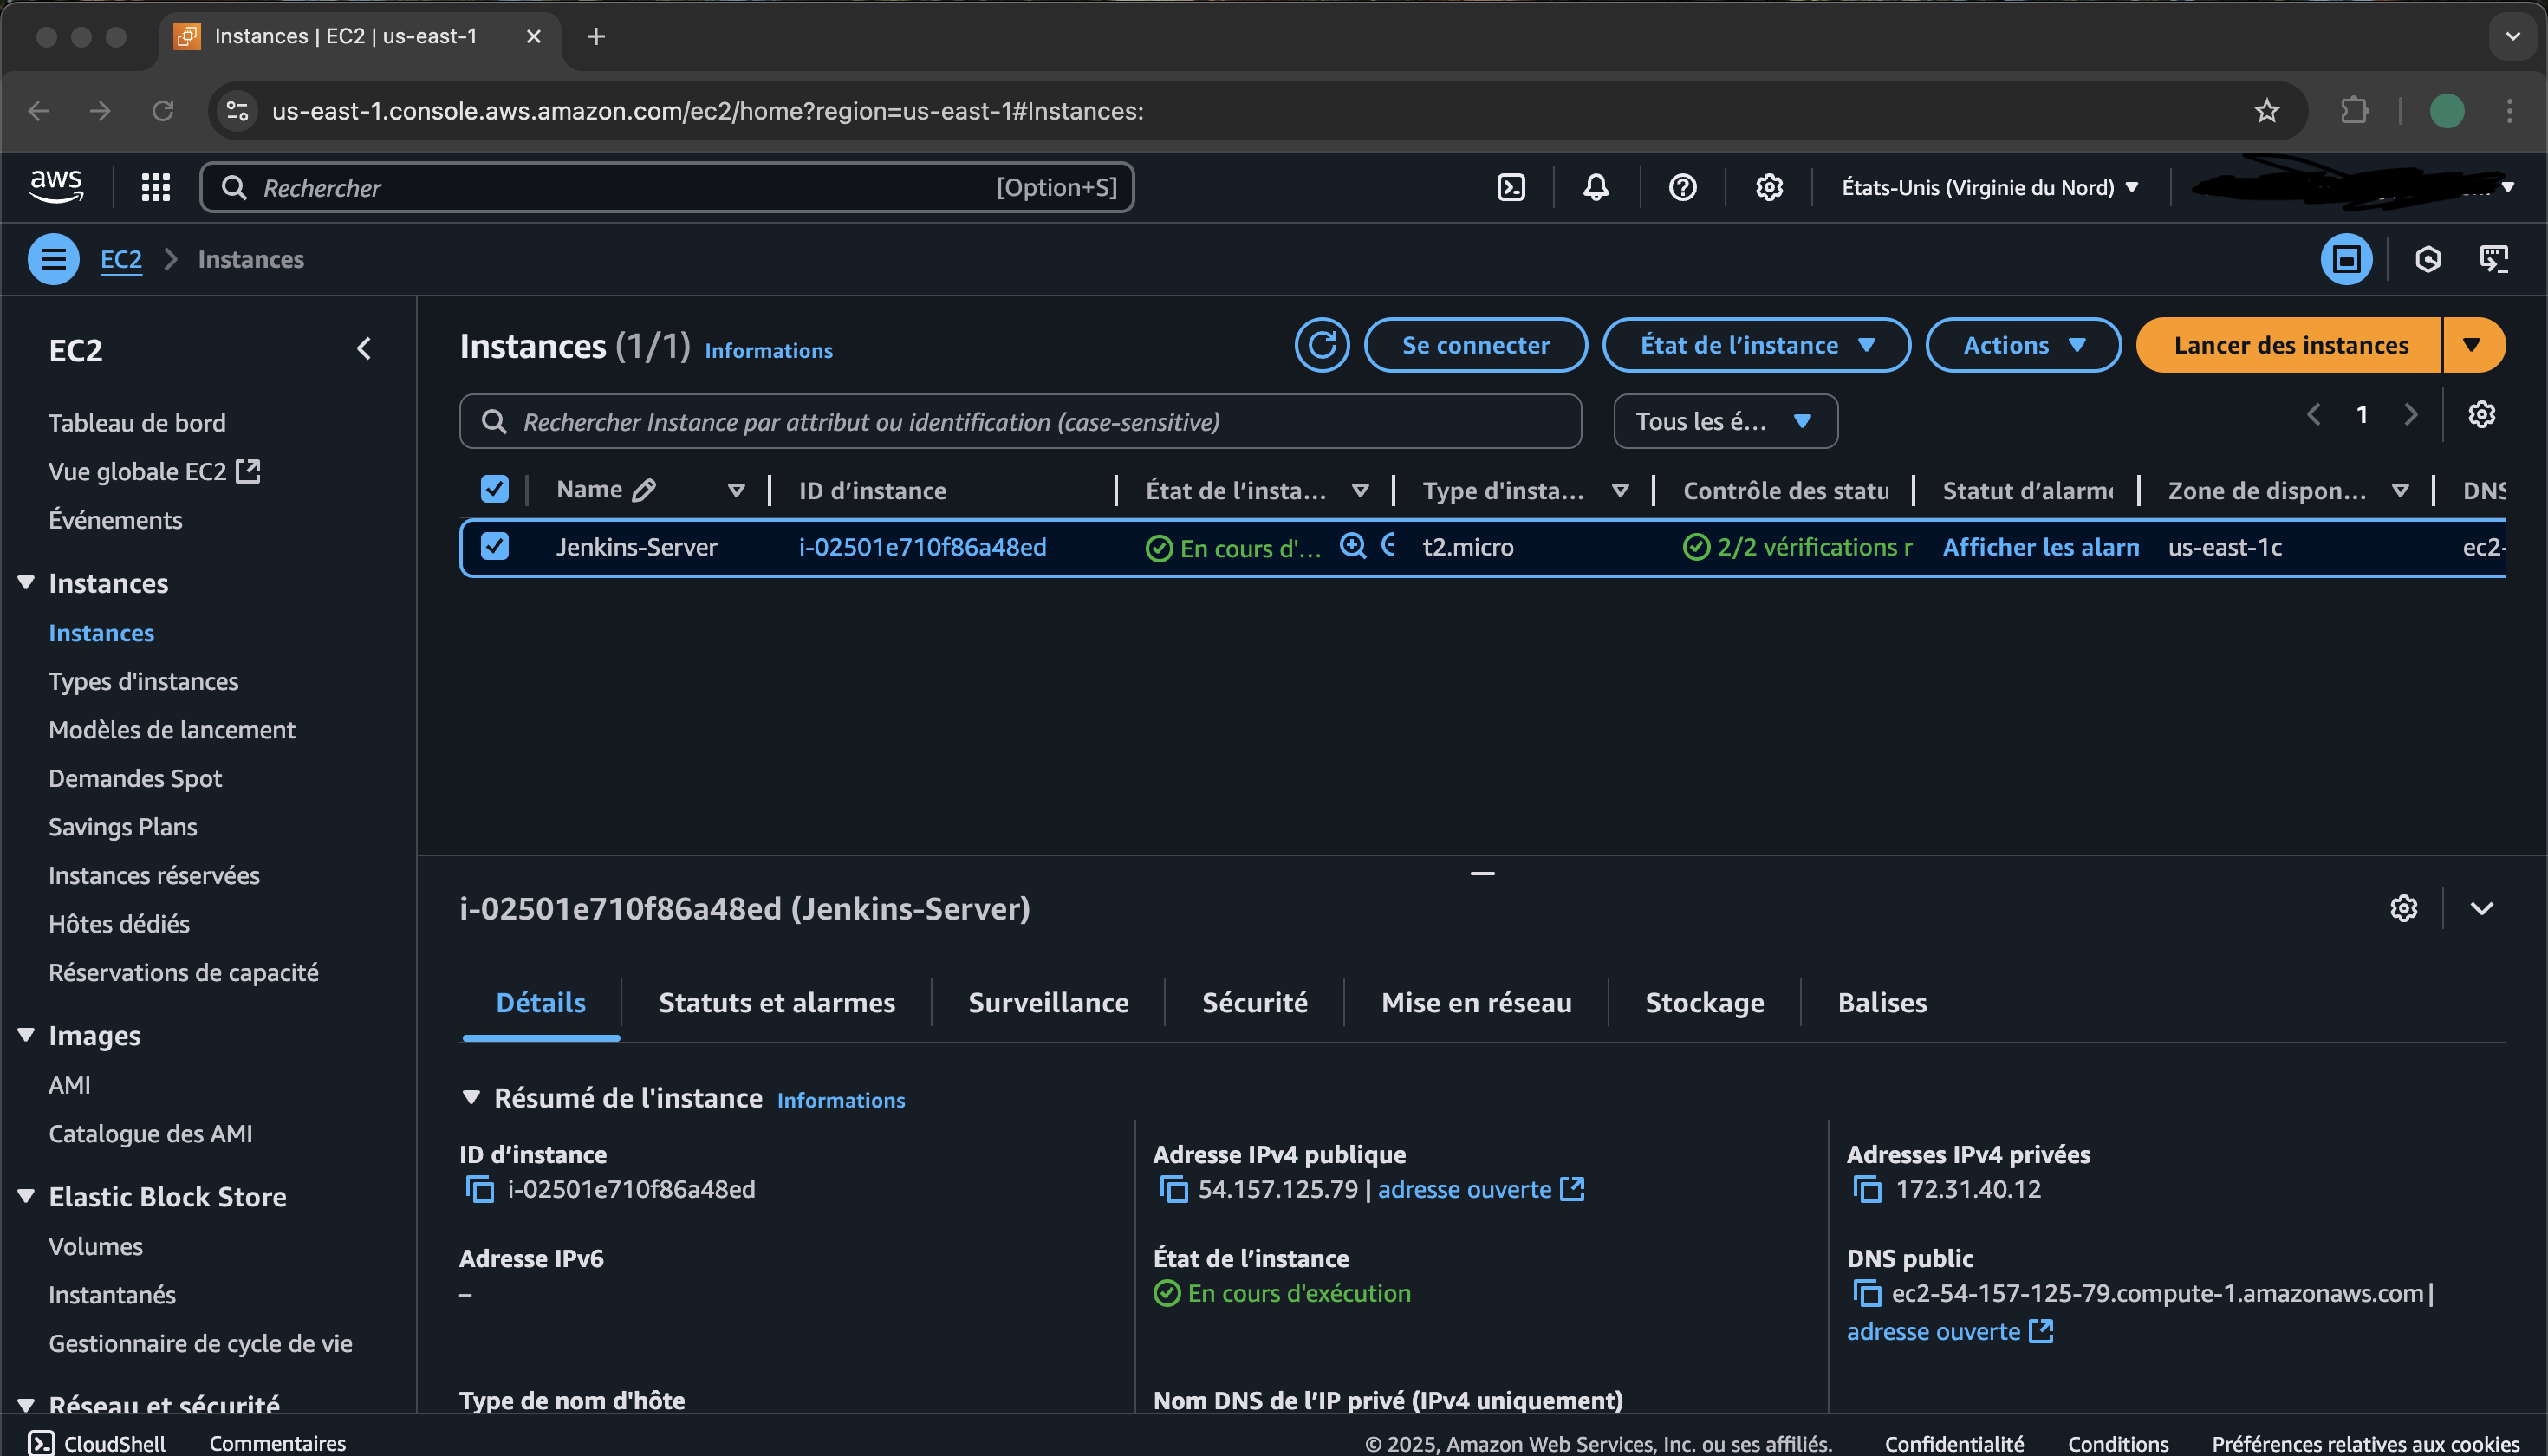 Instances | EC2 | us-east-1
us-east-1.console.aws.amazon.com/ec2/home?region=us-east-1#Instances:
aws
Rechercher [Option+S]
États-Unis (Virginie du Nord)
EC2 Instances
EC2
Tableau de bord
Vue globale EC2
Événements
Instances
Instances
Types d'instances
Modèles de lancement
Demandes Spot
Savings Plans
Instances réservées
Hôtes dédiés
Réservations de capacité
Images
AMI
Catalogue des AMI
Elastic Block Store
Volumes
Instantanés
Gestionnaire de cycle de vie
Réseau et sécurité
Instances (1/1) Informations
Se connecter
État de l’instance
Actions
Lancer des instances
Rechercher Instance par attribut ou identification (case-sensitive)
Tous les é...
1
Name ID d’instance État de l’insta... Type d'insta... Contrôle des statu Statut d’alarm Zone de dispon... DNS
Jenkins-Server i-02501e710f86a48ed En cours d'... t2.micro 2/2 vérifications r Afficher les alarn us-east-1c ec2-
i-02501e710f86a48ed (Jenkins-Server)
Détails Statuts et alarmes Surveillance Sécurité Mise en réseau Stockage Balises
Résumé de l'instance Informations
ID d’instance
i-02501e710f86a48ed
Adresse IPv4 publique
54.157.125.79 | adresse ouverte
Adresses IPv4 privées
172.31.40.12
Adresse IPv6
–
État de l’instance
En cours d'exécution
DNS public
ec2-54-157-125-79.compute-1.amazonaws.com |
adresse ouverte
Type de nom d'hôte
Nom DNS de l’IP privé (IPv4 uniquement)
CloudShell Commentaires
© 2025, Amazon Web Services, Inc. ou ses affiliés. Confidentialité Conditions Préférences relatives aux cookies